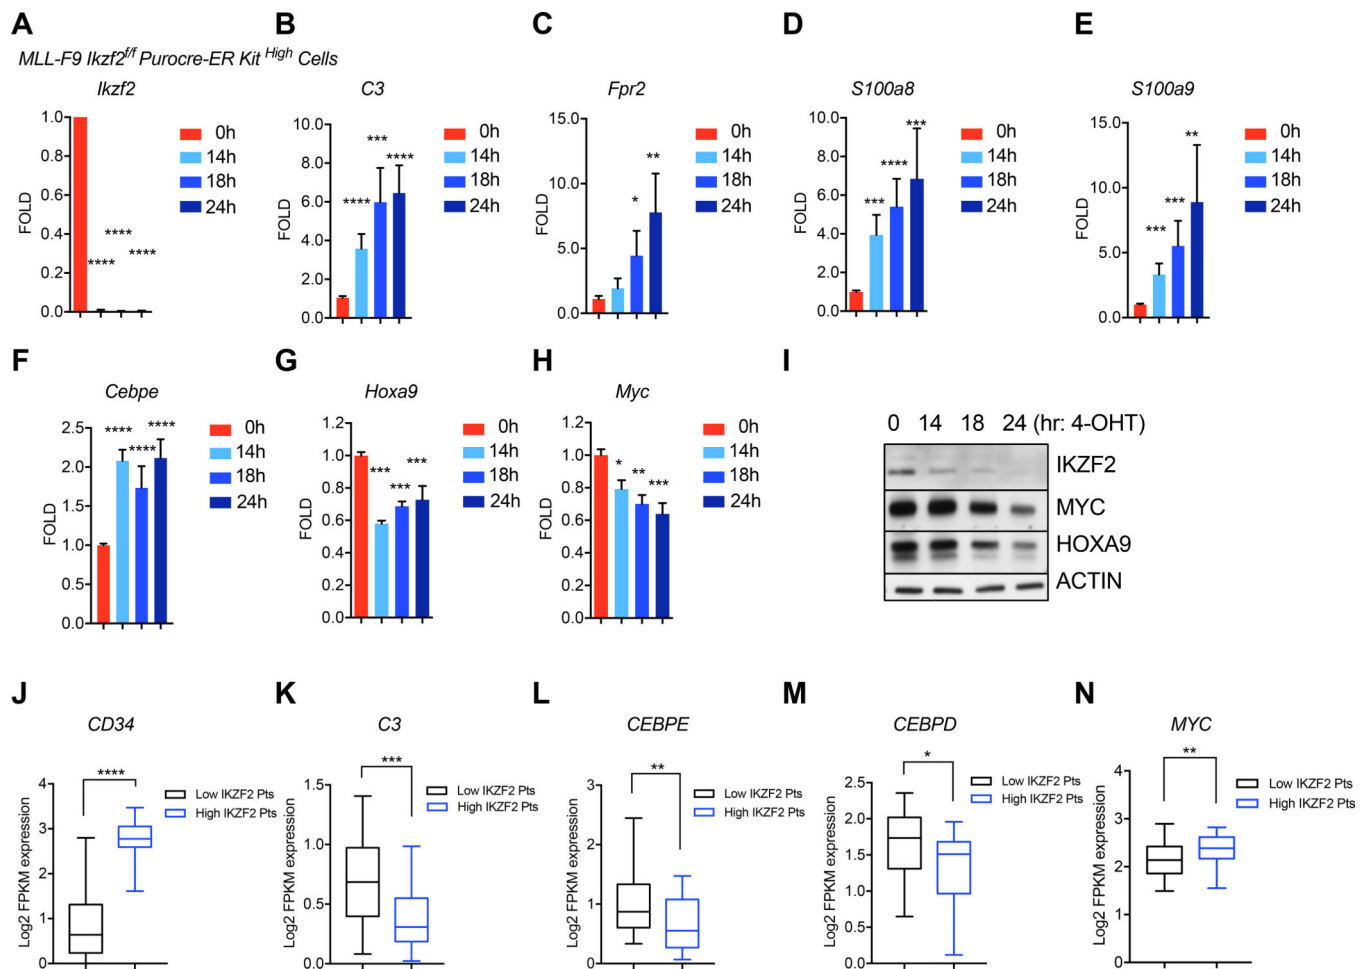 A
B
C
D
E
MLL-F9 Ikzf2f/f Purocre-ER Kit High Cells
Ikzf2
C3
Fpr2
S100a8
S100a9
FOLD
1.0
0.8
0.6
0.4
0.2
0.0
****
****
****
0h
14h
18h
24h
FOLD
10.0
8.0
6.0
4.0
2.0
0.0
****
***
****
0h
14h
18h
24h
FOLD
15.0
10.0
5.0
0.0
*
**
0h
14h
18h
24h
FOLD
10.0
8.0
6.0
4.0
2.0
0.0
***
****
***
0h
14h
18h
24h
FOLD
15.0
10.0
5.0
0.0
***
***
**
0h
14h
18h
24h
F
G
H
I
Cebpe
Hoxa9
Myc
FOLD
2.5
2.0
1.5
1.0
0.5
0.0
****
****
****
0h
14h
18h
24h
FOLD
1.2
1.0
0.8
0.6
0.4
0.2
0.0
***
***
***
0h
14h
18h
24h
FOLD
1.2
1.0
0.8
0.6
0.4
0.2
0.0
*
**
***
0h
14h
18h
24h
0 14 18 24 (hr: 4-OHT)
IKZF2
MYC
HOXA9
ACTIN
J
K
L
M
N
CD34
C3
CEBPE
CEBPD
MYC
Log2 FPKM expression
4
3
2
1
0
****
Low IKZF2 Pts
High IKZF2 Pts
Log2 FPKM expression
1.5
1.0
0.5
0.0
***
Low IKZF2 Pts
High IKZF2 Pts
Log2 FPKM expression
3
2
1
0
**
Low IKZF2 Pts
High IKZF2 Pts
Log2 FPKM expression
2.5
2.0
1.5
1.0
0.5
0.0
*
Low IKZF2 Pts
High IKZF2 Pts
Log2 FPKM expression
4
3
2
1
0
**
Low IKZF2 Pts
High IKZF2 Pts